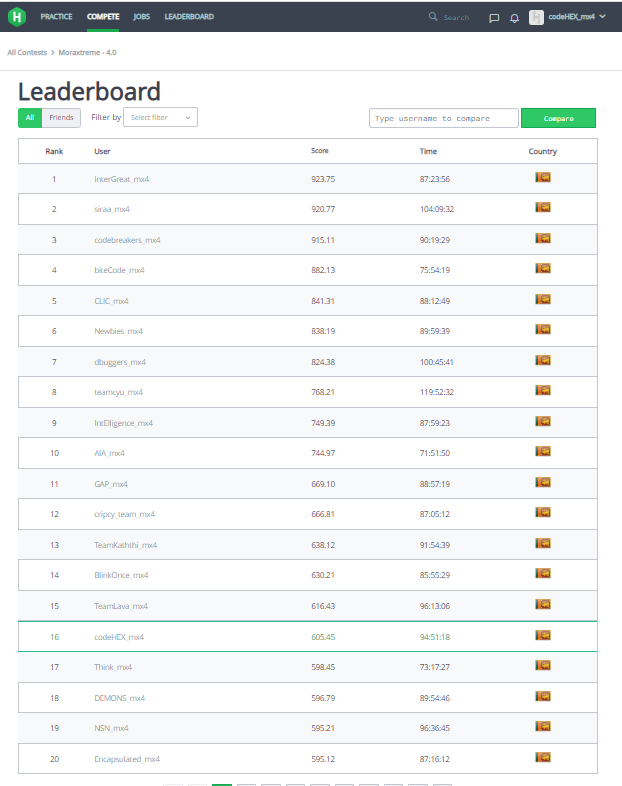 H PRACTICE COMPETE JOBS LEADERBOARD Search H codeHEX_mx4
All Contests > Moraxtreme - 4.0
Leaderboard
All Friends Filter by Select filter Type username to compare Compare
Rank User Score Time Country
1 InterGreat_mx4 923.75 87:23:56
2 siraa_mx4 920.77 104:09:32
3 codebreakers_mx4 915.11 90:19:29
4 biteCode_mx4 882.13 75:54:19
5 CLIC_mx4 841.31 88:12:49
6 Newbies_mx4 838.19 89:59:39
7 dbuggers_mx4 824.38 100:45:41
8 teamcyu_mx4 768.21 119:52:32
9 IntElligence_mx4 749.39 87:59:23
10 AIA_mx4 744.97 71:51:50
11 GAP_mx4 669.10 88:57:19
12 cripcy_team_mx4 666.81 87:05:12
13 TeamKaththi_mx4 638.12 91:54:39
14 BlinkOnce_mx4 630.21 85:55:29
15 TeamLava_mx4 616.43 96:13:06
16 codeHEX_mx4 605.45 94:51:18
17 Think_mx4 598.45 73:17:27
18 DEMONS_mx4 596.79 89:54:46
19 NSN_mx4 595.21 96:36:45
20 Encapsulated_mx4 595.12 87:16:12